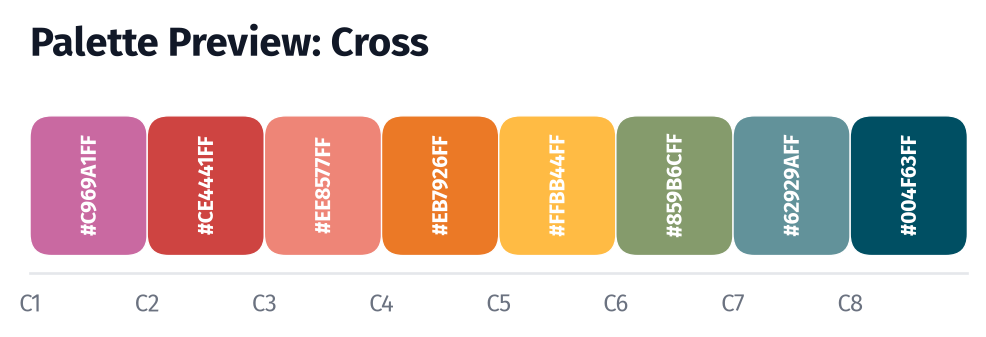 Palette Preview: Cross
#C969A1FF
#CE4441FF
#EE8577FF
#EB7926FF
#FFBB44FF
#859B6CFF
#62929AFF
#004F63FF
C1 C2 C3 C4 C5 C6 C7 C8